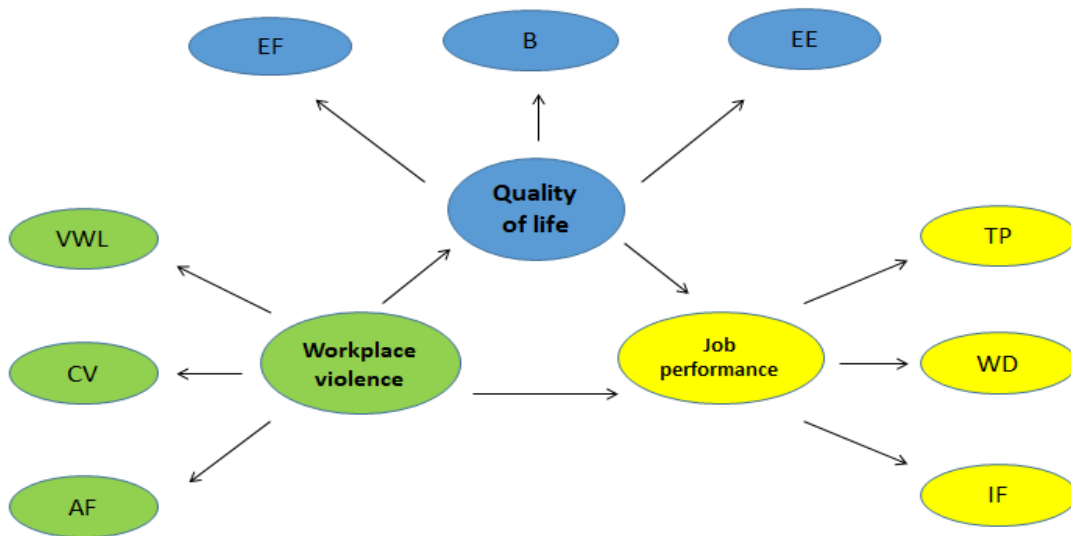 EF
B
EE
Quality
of life
VWL
TP
Workplace
violence
Job
performance
CV
WD
AF
IF